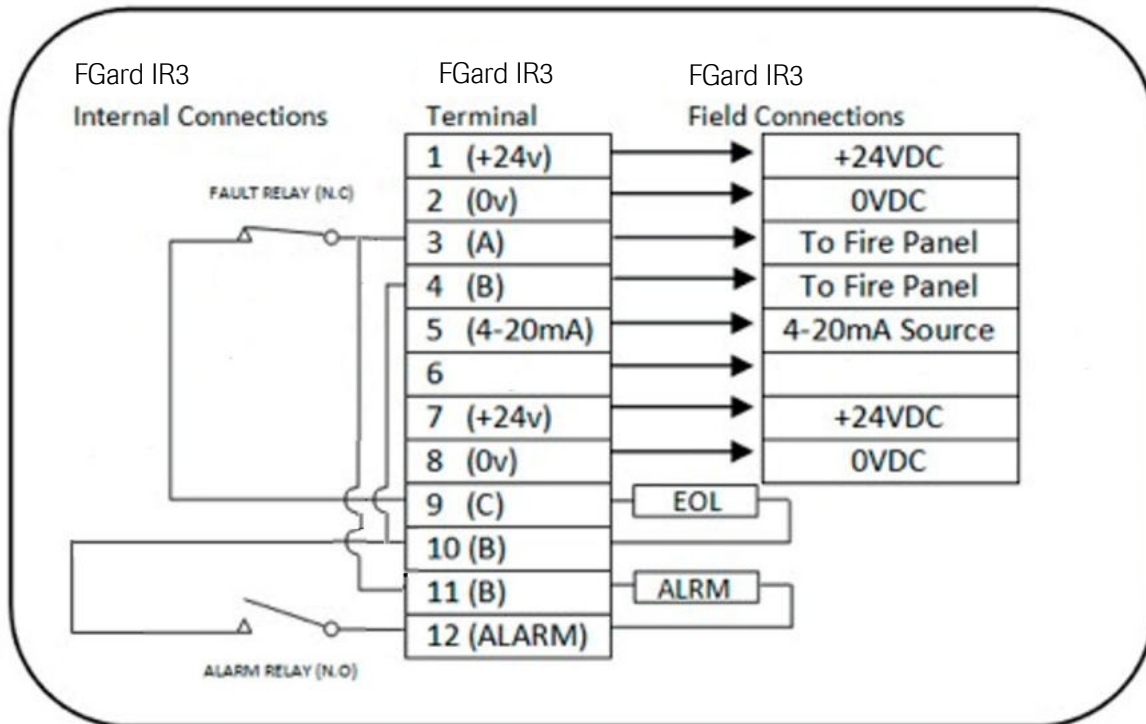 FGard IR3 FGard IR3 FGard IR3
Internal Connections Terminal Field Connections
1 (+24v) +24VDC
FAULT RELAY (N.C)
2 (0v) 0VDC
3 (A) To Fire Panel
4 (B) To Fire Panel
5 (4-20mA) 4-20mA Source
6
7 (+24v) +24VDC
8 (0v) 0VDC
9 (C) EOL
10 (B)
11 (B) ALRM
12 (ALARM)
ALARM RELAY (N.O)